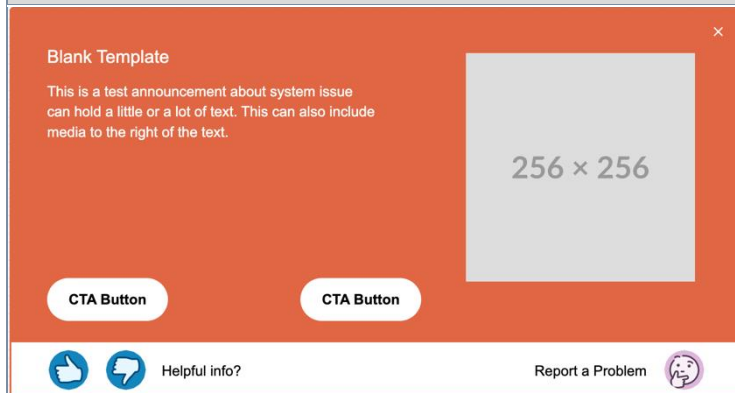 ×
Blank Template
This is a test announcement about system issue
can hold a little or a lot of text. This can also include
media to the right of the text.
256 × 256
CTA Button
CTA Button
Helpful info?
Report a Problem